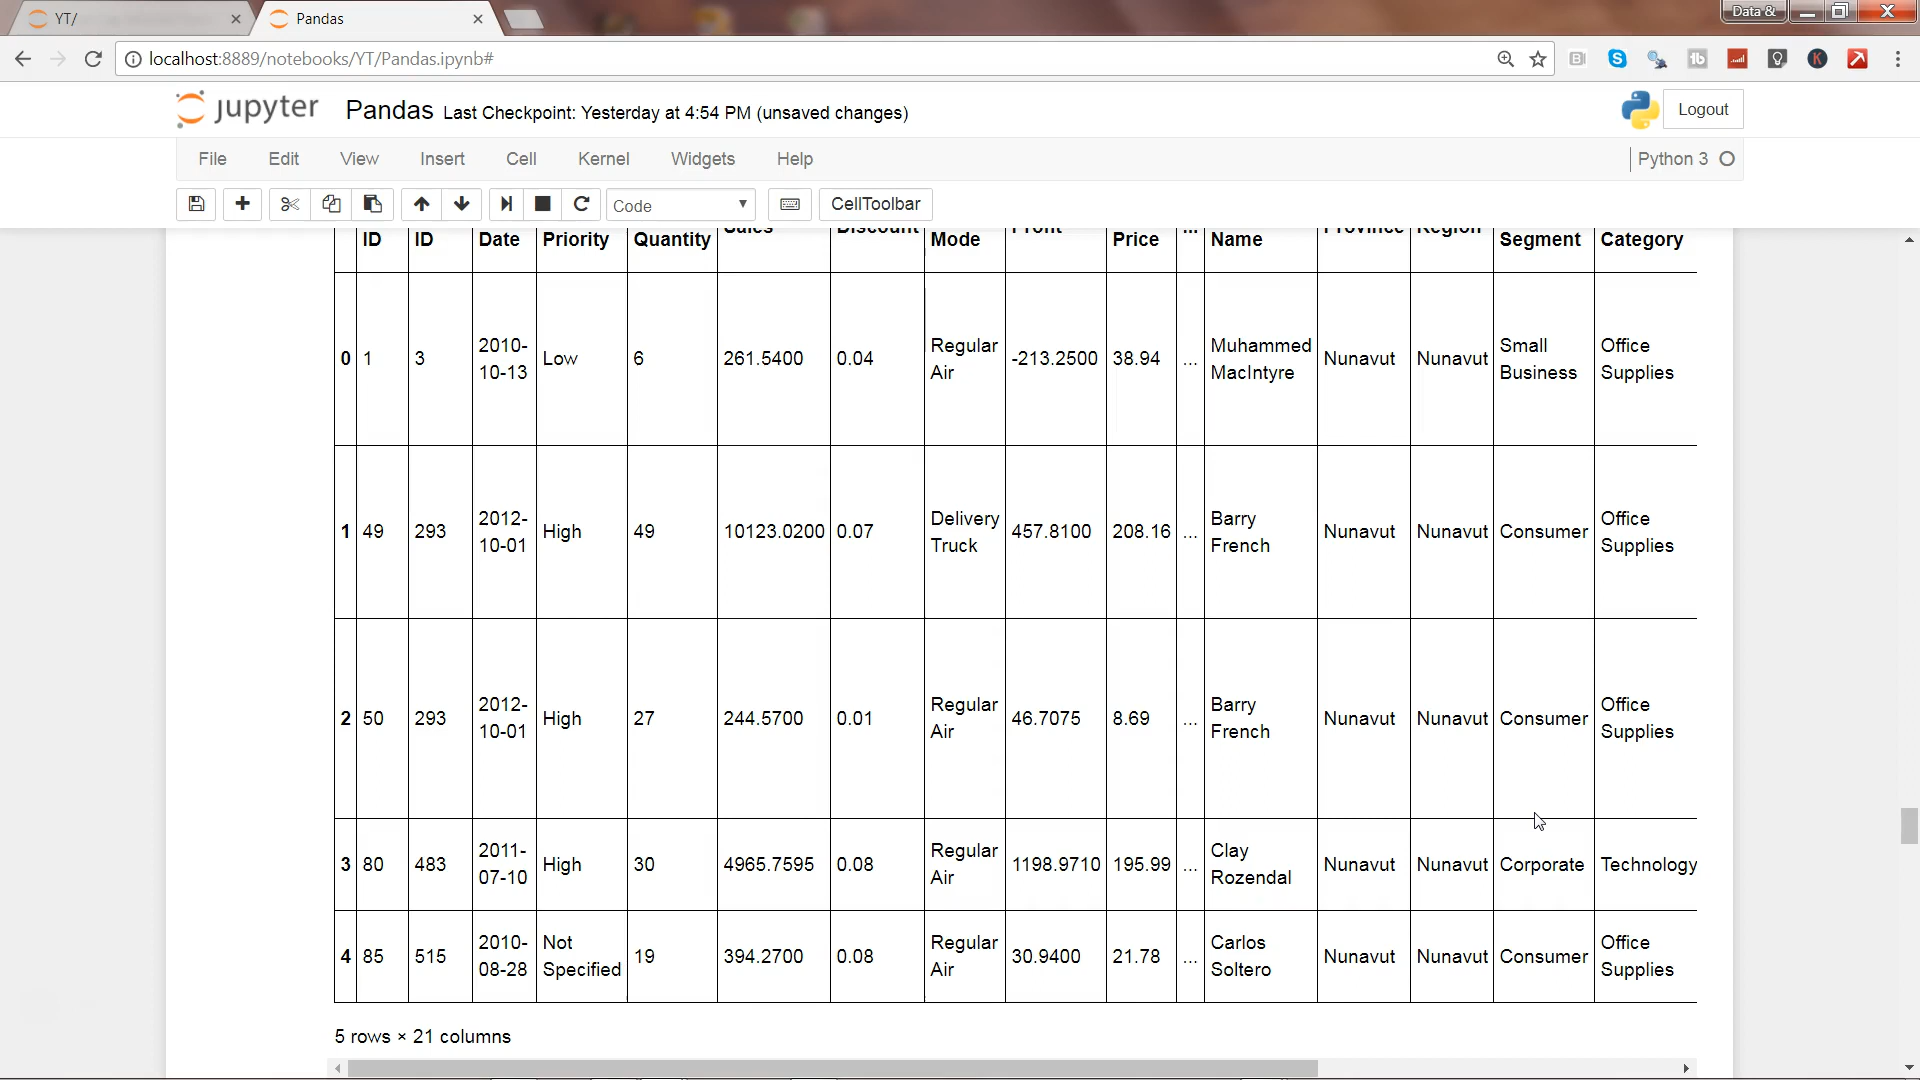 YT/ Pandas Data &
localhost:8889/notebooks/YT/Pandas.ipynb#
jupyter Pandas Last Checkpoint: Yesterday at 4:54 PM (unsaved changes) Logout
File Edit View Insert Cell Kernel Widgets Help Python 3
Code CellToolbar
ID ID Date Priority Quantity Sales Discount Mode Profit Price ... Name Province Region Segment Category
0 1 3 2010-10-13 Low 6 261.5400 0.04 Regular Air -213.2500 38.94 ... Muhammed MacIntyre Nunavut Nunavut Small Business Office Supplies
1 49 293 2012-10-01 High 49 10123.0200 0.07 Delivery Truck 457.8100 208.16 ... Barry French Nunavut Nunavut Consumer Office Supplies
2 50 293 2012-10-01 High 27 244.5700 0.01 Regular Air 46.7075 8.69 ... Barry French Nunavut Nunavut Consumer Office Supplies
3 80 483 2011-07-10 High 30 4965.7595 0.08 Regular Air 1198.9710 195.99 ... Clay Rozendal Nunavut Nunavut Corporate Technology
4 85 515 2010-08-28 Not Specified 19 394.2700 0.08 Regular Air 30.9400 21.78 ... Carlos Soltero Nunavut Nunavut Consumer Office Supplies
5 rows × 21 columns